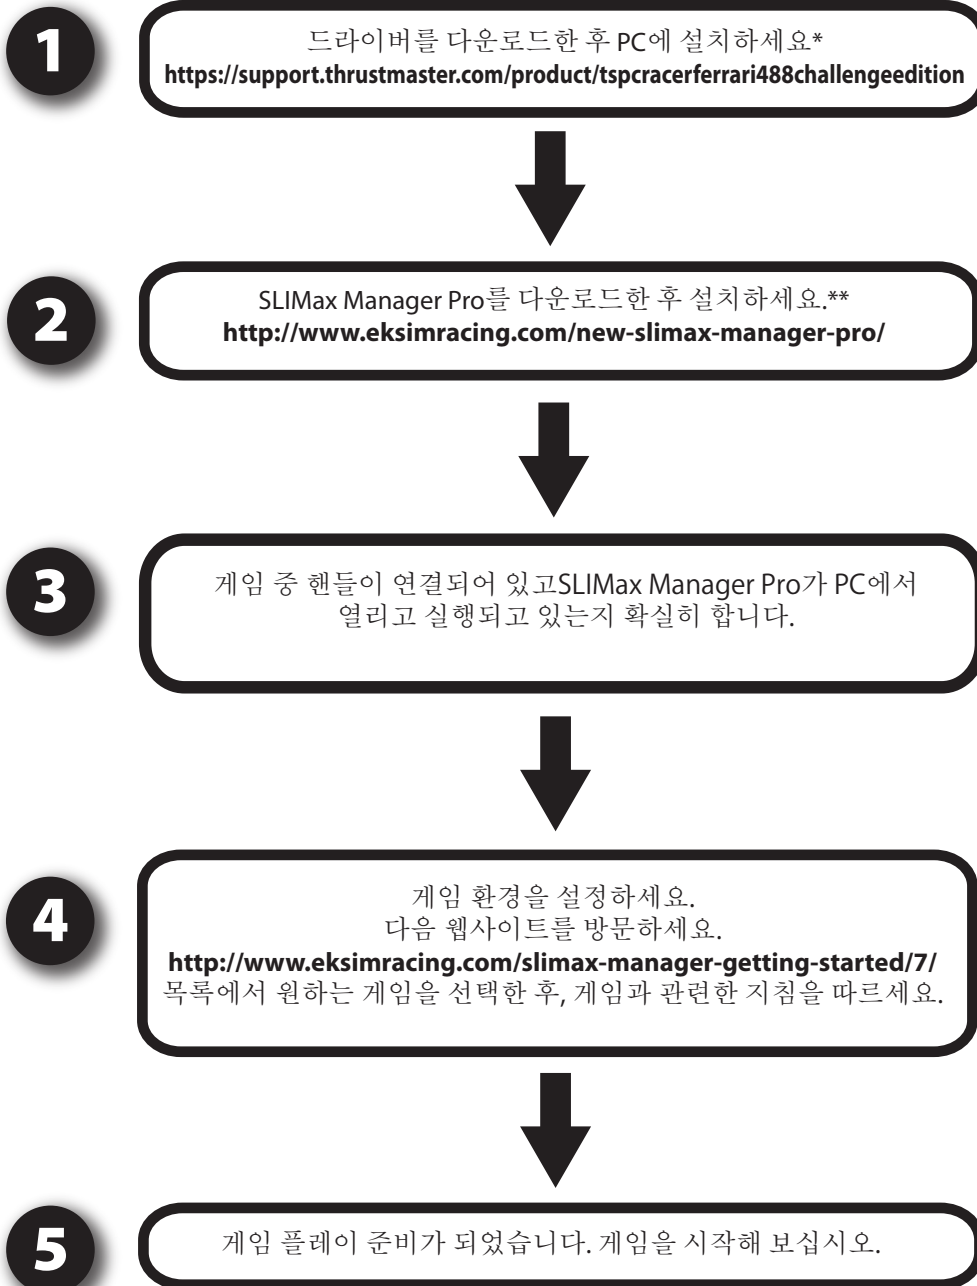 1
드라이버를 다운로드한 후 PC에 설치하세요*
https://support.thrustmaster.com/product/tspcracerferrari488challengeedition
2
SLIMax Manager Pro를 다운로드한 후 설치하세요.**
http://www.eksimracing.com/new-slimax-manager-pro/
3
게임 중 핸들이 연결되어 있고SLIMax Manager Pro가 PC에서
열리고 실행되고 있는지 확실히 합니다.
4
게임 환경을 설정하세요.
다음 웹사이트를 방문하세요.
http://www.eksimracing.com/slimax-manager-getting-started/7/
목록에서 원하는 게임을 선택한 후, 게임과 관련한 지침을 따르세요.
5
게임 플레이 준비가 되었습니다. 게임을 시작해 보십시오.